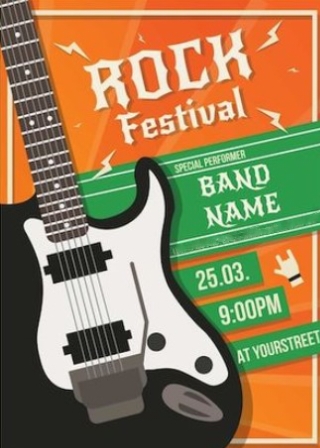 ROCK
Festival
SPECIAL PERFORMER
BAND
NAME
25.03.
9:00PM
AT YOURSTREET